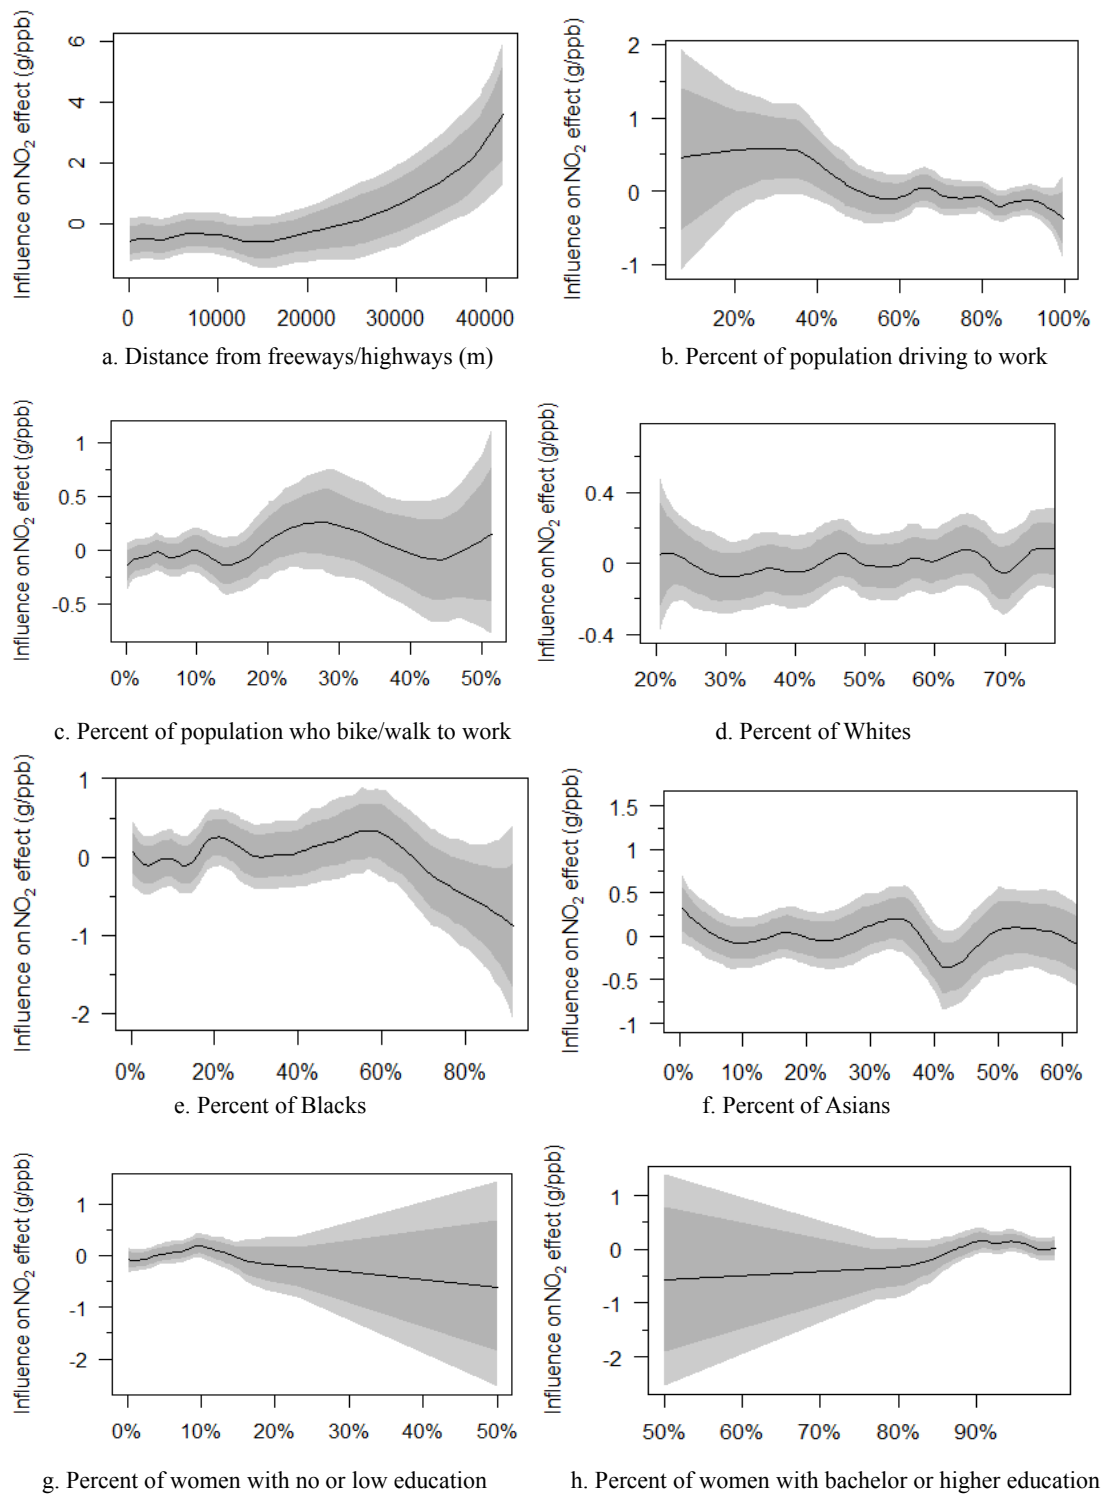 Influence on NO2 effect (g/ppb)
6
4
2
0
0 10000 20000 30000 40000
a. Distance from freeways/highways (m)
Influence on NO2 effect (g/ppb)
2
1
0
-1
20% 40% 60% 80% 100%
b. Percent of population driving to work
Influence on NO2 effect (g/ppb)
1
0.5
0
-0.5
0% 10% 20% 30% 40% 50%
c. Percent of population who bike/walk to work
Influence on NO2 effect (g/ppb)
0.4
0
-0.4
20% 30% 40% 50% 60% 70%
d. Percent of Whites
Influence on NO2 effect (g/ppb)
1
0
-1
-2
0% 20% 40% 60% 80%
e. Percent of Blacks
Influence on NO2 effect (g/ppb)
1.5
1
0.5
0
-0.5
-1
0% 10% 20% 30% 40% 50% 60%
f. Percent of Asians
Influence on NO2 effect (g/ppb)
1
0
-1
-2
0% 10% 20% 30% 40% 50%
g. Percent of women with no or low education
Influence on NO2 effect (g/ppb)
1
0
-1
-2
50% 60% 70% 80% 90%
h. Percent of women with bachelor or higher education